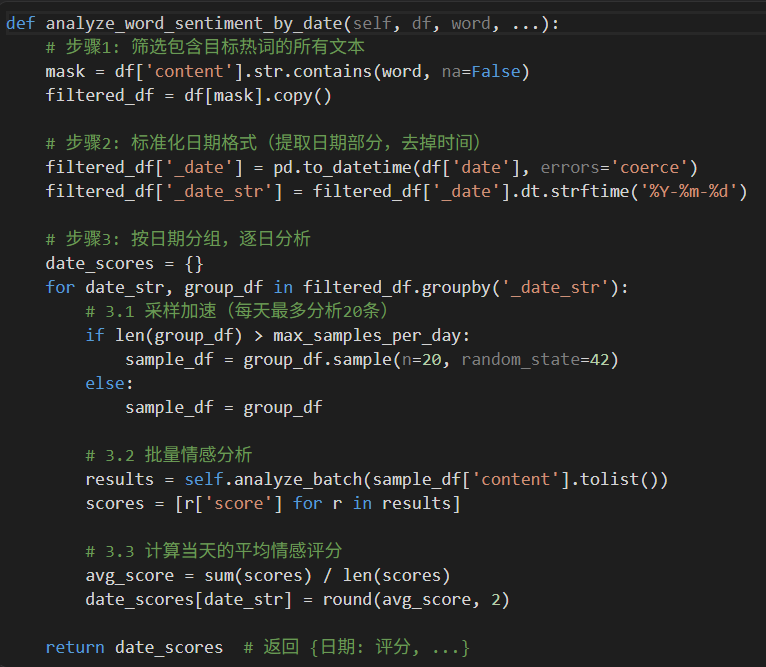 def analyze_word_sentiment_by_date(self, df, word, ...):
    # 步骤1: 筛选包含目标热词的所有文本
    mask = df['content'].str.contains(word, na=False)
    filtered_df = df[mask].copy()

    # 步骤2: 标准化日期格式（提取日期部分，去掉时间）
    filtered_df['_date'] = pd.to_datetime(df['date'], errors='coerce')
    filtered_df['_date_str'] = filtered_df['_date'].dt.strftime('%Y-%m-%d')

    # 步骤3: 按日期分组，逐日分析
    date_scores = {}
    for date_str, group_df in filtered_df.groupby('_date_str'):
        # 3.1 采样加速（每天最多分析20条）
        if len(group_df) > max_samples_per_day:
            sample_df = group_df.sample(n=20, random_state=42)
        else:
            sample_df = group_df

        # 3.2 批量情感分析
        results = self.analyze_batch(sample_df['content'].tolist())
        scores = [r['score'] for r in results]

        # 3.3 计算当天的平均情感评分
        avg_score = sum(scores) / len(scores)
        date_scores[date_str] = round(avg_score, 2)

    return date_scores  # 返回 {日期: 评分, ...}